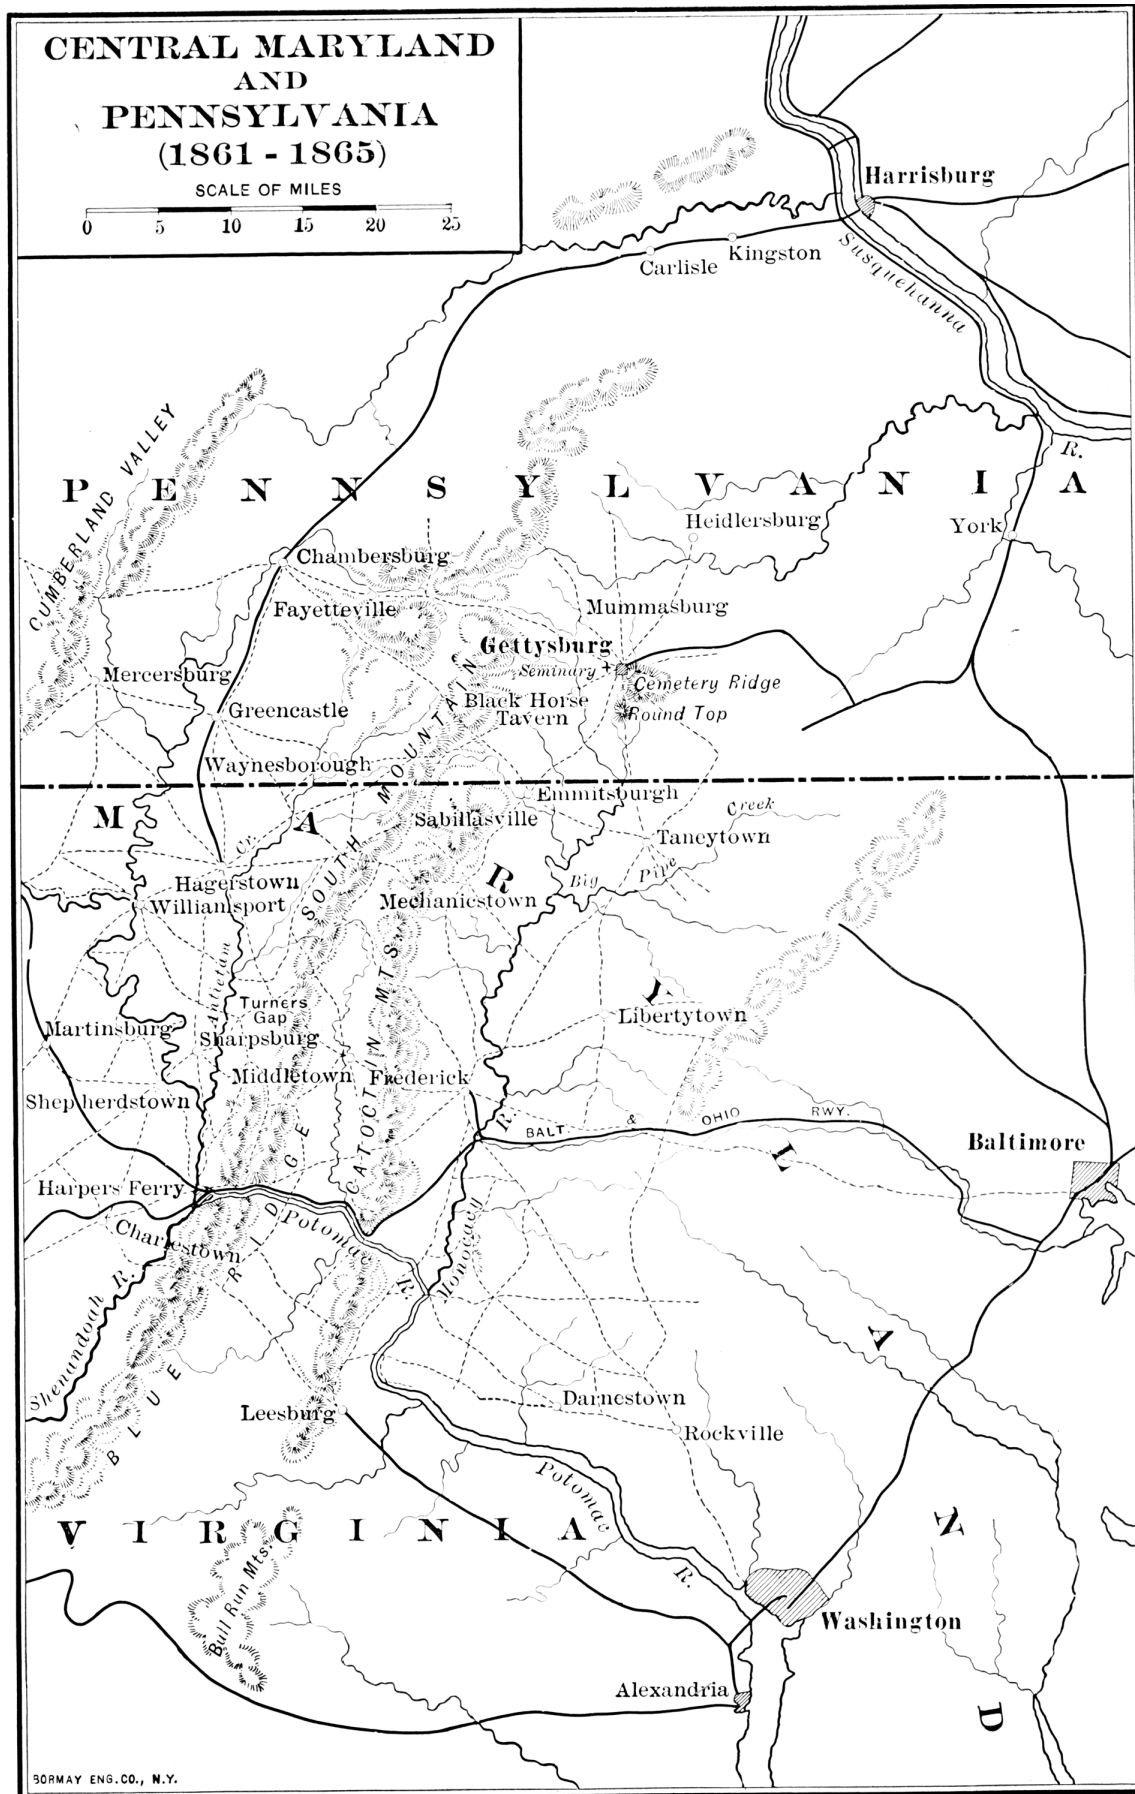 CENTRAL MARYLAND
AND
PENNSYLVANIA
(1861 - 1865)
SCALE OF MILES
0 5 10 15 20 25
Harrisburg
Kingston
Carlisle
Susquehanna
R.
CUMBERLAND VALLEY
PENNSYLVANIA
Heidlersburg
York
Chambersburg
Fayetteville
Mummasburg
Gettysburg
Seminary
Cemetery Ridge
Mercersburg
Black Horse
Tavern
Round Top
Greencastle
Waynesborough
SOUTH MOUNTAIN
MARYLAND
Emmitsburgh
Creek
Sabillasville
Taneytown
Cr.
Big Pipe
Hagerstown
Williamsport
Mechanicstown
Antietam
Turners
Gap
Libertytown
Martinsburg
Sharpsburg
CATOCTIN MTS.
Middletown
Frederick
Shepherdstown
R.
BALT. & OHIO RWY.
Baltimore
Harpers Ferry
Potomac
R.
Monocacy
Charlestown
BLUE RIDGE
Shenandoah R.
Darnestown
Leesburg
Rockville
Potomac
R.
VIRGINIA
Bull Run Mts.
Washington
Alexandria
BORMAY ENG.CO., N.Y.